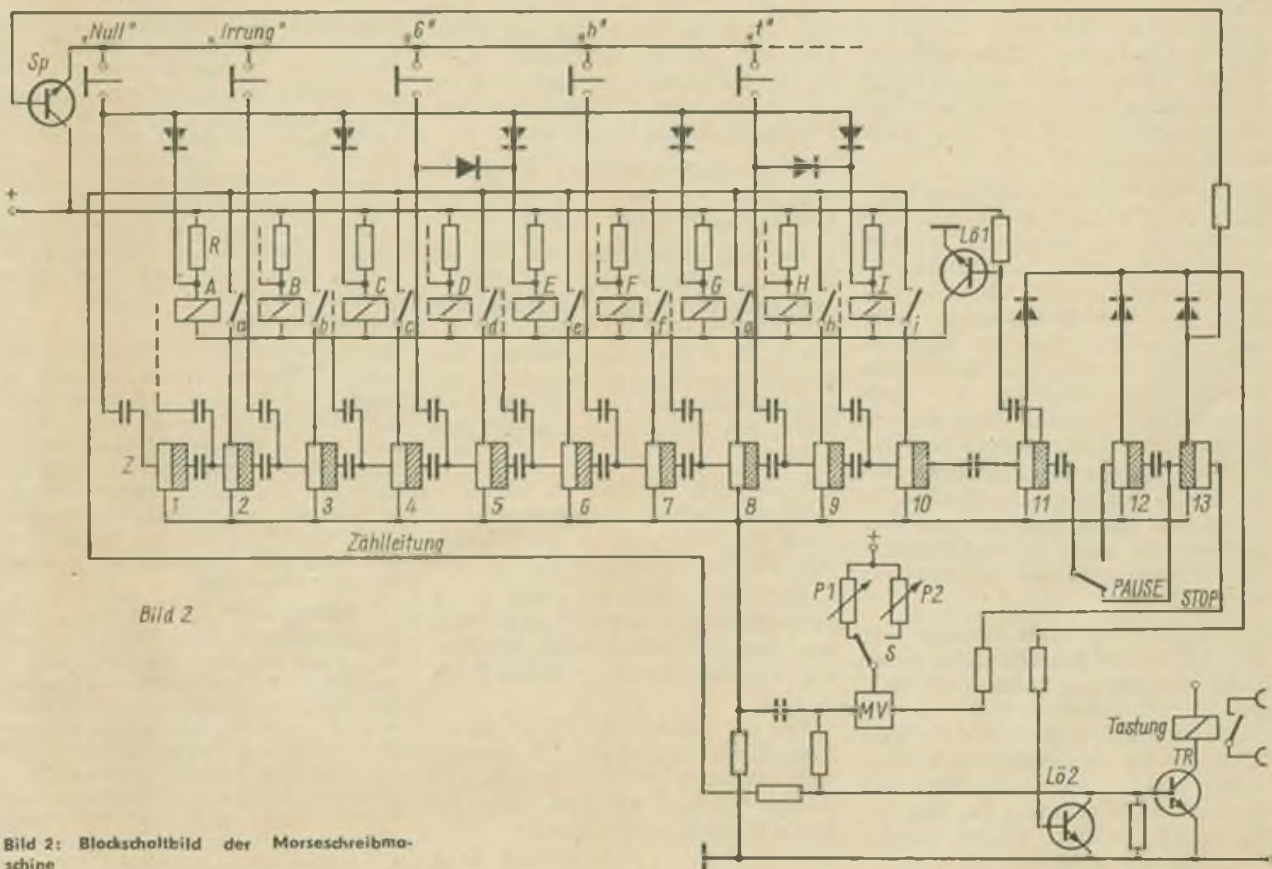 „Null" „Irrung" „6" „h" „t"
Sp
+
R Lö1
A B C D E F G H I
a b c d e f g h i
Z
1 2 3 4 5 6 7 8 9 10 11 12 13
Zählleitung
+
PAUSE STOP
P1 P2
Bild 2
S
MV
Tastung
TR
Lö2
Bild 2: Blockschaltbild der Morseschreibma-
schine